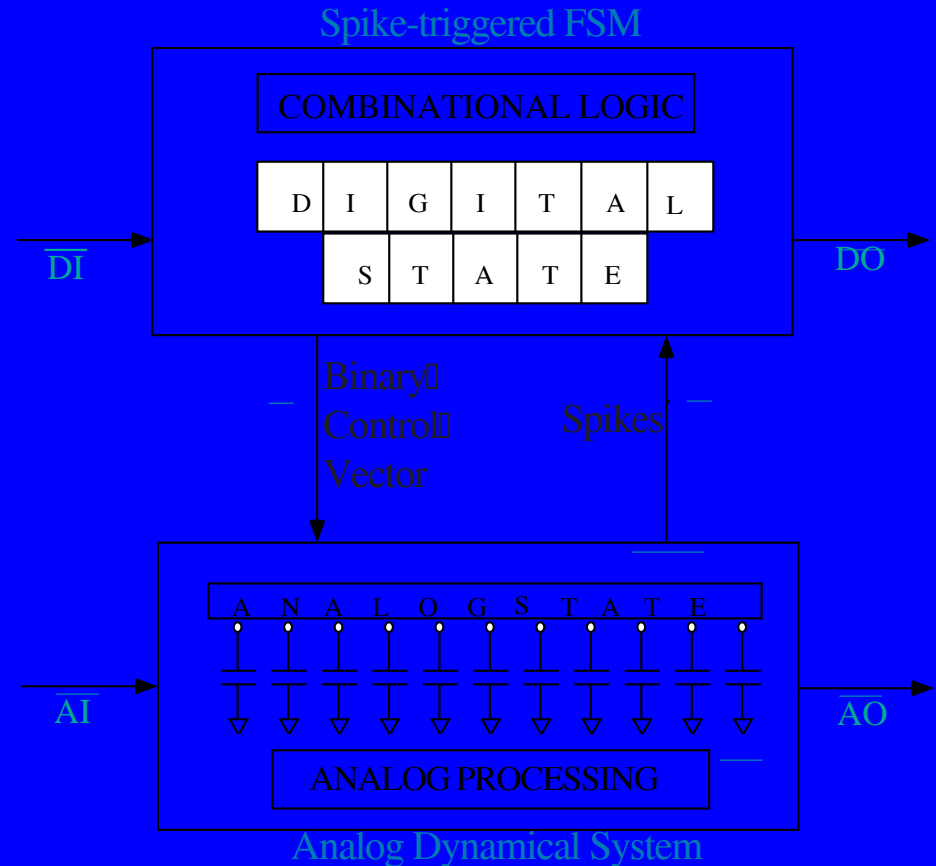 Spike-triggered FSM
COMBINATIONAL LOGIC
D I G I T A L
S T A T E
DI
DO
Binary
Control
Vector
Spikes
A N A L O G S T A T E
AI
AO
ANALOG PROCESSING
Analog Dynamical System